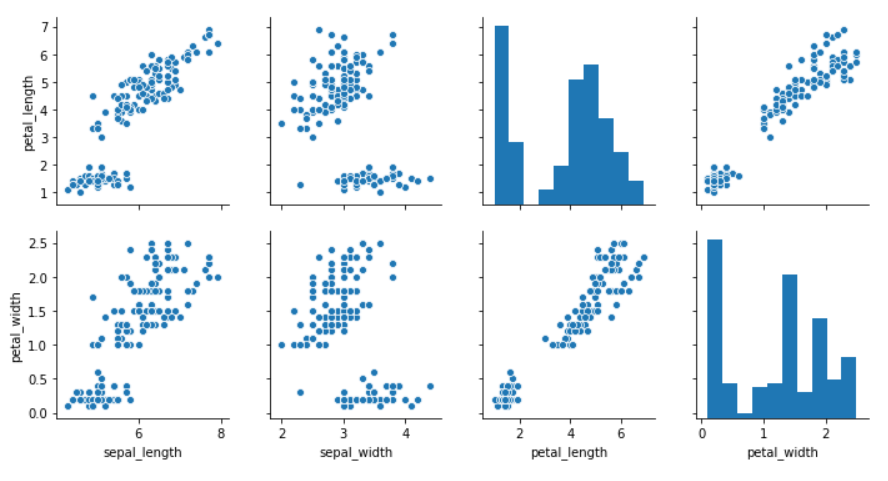 petal_length
7
6
5
4
3
2
1
petal_width
2.5
2.0
1.5
1.0
0.5
0.0
6 8
sepal_length
2 3 4
sepal_width
2 4 6
petal_length
0 1 2
petal_width